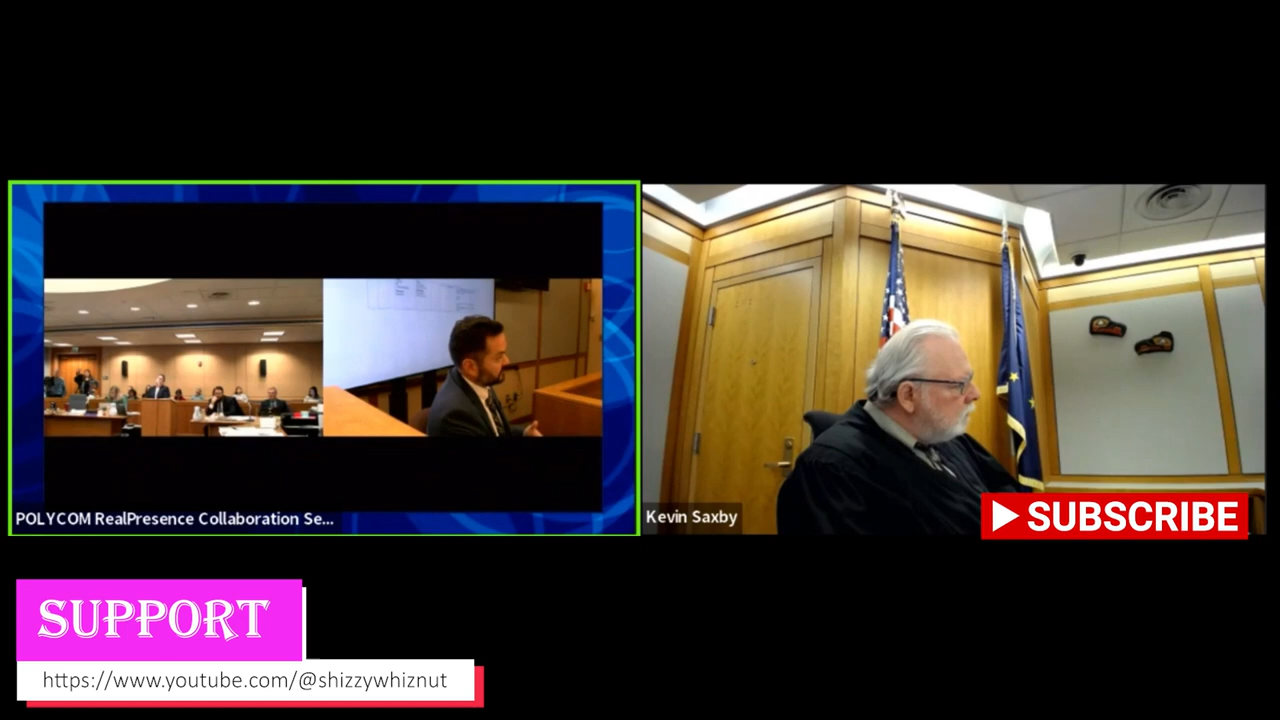 POLYCOM RealPresence Collaboration Se...
Kevin Saxby
SUBSCRIBE
SUPPORT
https://www.youtube.com/@shizzywhiznut